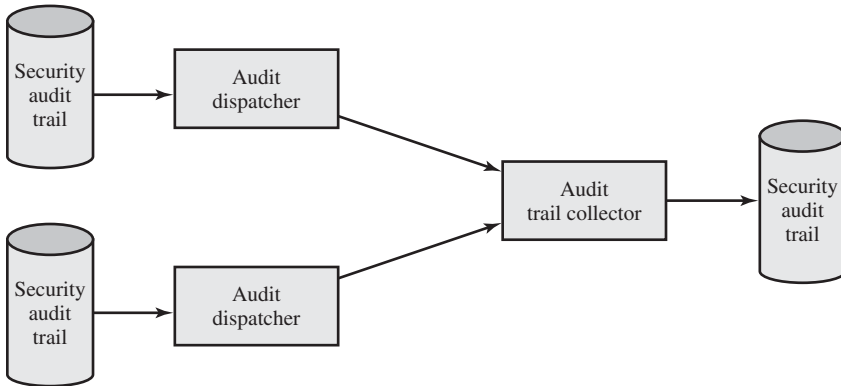 Security
audit
trail
Audit
dispatcher
Audit
trail collector
Security
audit
trail
Security
audit
trail
Audit
dispatcher